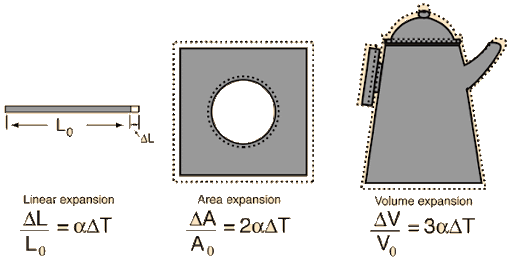 L₀
ΔL
Linear expansion
ΔL/L₀ = αΔT
Area expansion
ΔA/A₀ = 2αΔT
Volume expansion
ΔV/V₀ = 3αΔT